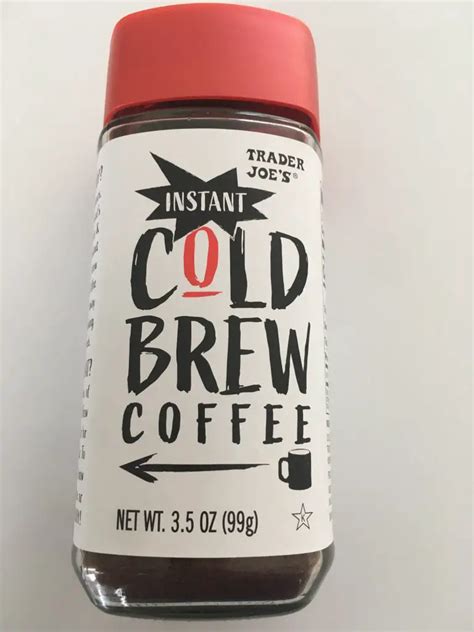 TRADER
JOE'S®
INSTANT
COLD
BREW
COFFEE
NET WT. 3.5 OZ (99g)
K